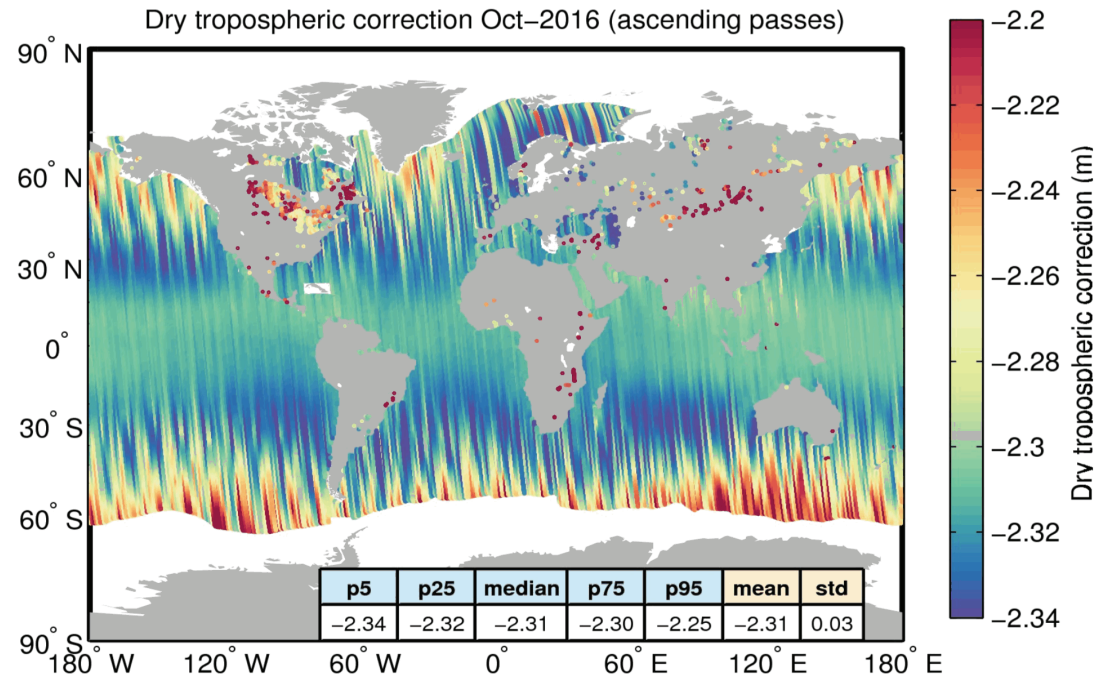 Dry tropospheric correction Oct−2016 (ascending passes)
90° N
60° N
30° N
0°
30° S
60° S
90° S
180° W 120° W 60° W 0° 60° E 120° E 180° E
p5 p25 median p75 p95 mean std
−2.34 −2.32 −2.31 −2.30 −2.25 −2.31 0.03
−2.2
−2.22
−2.24
−2.26
−2.28
−2.3
−2.32
−2.34
Dry tropospheric correction (m)